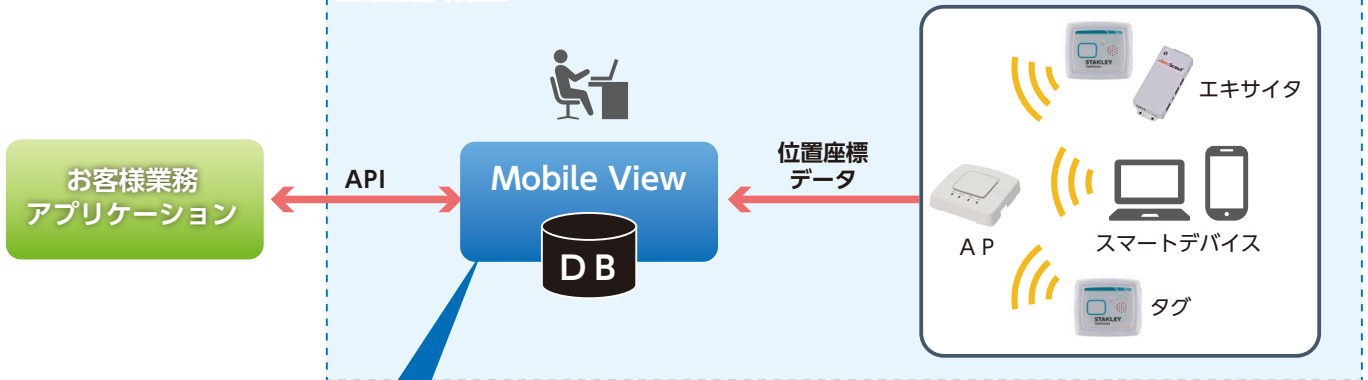 お客様業務
アプリケーション
API
Mobile View
DB
位置座標
データ
AP
エキサイタ
スマートデバイス
タグ
STANLEY
STANLEY